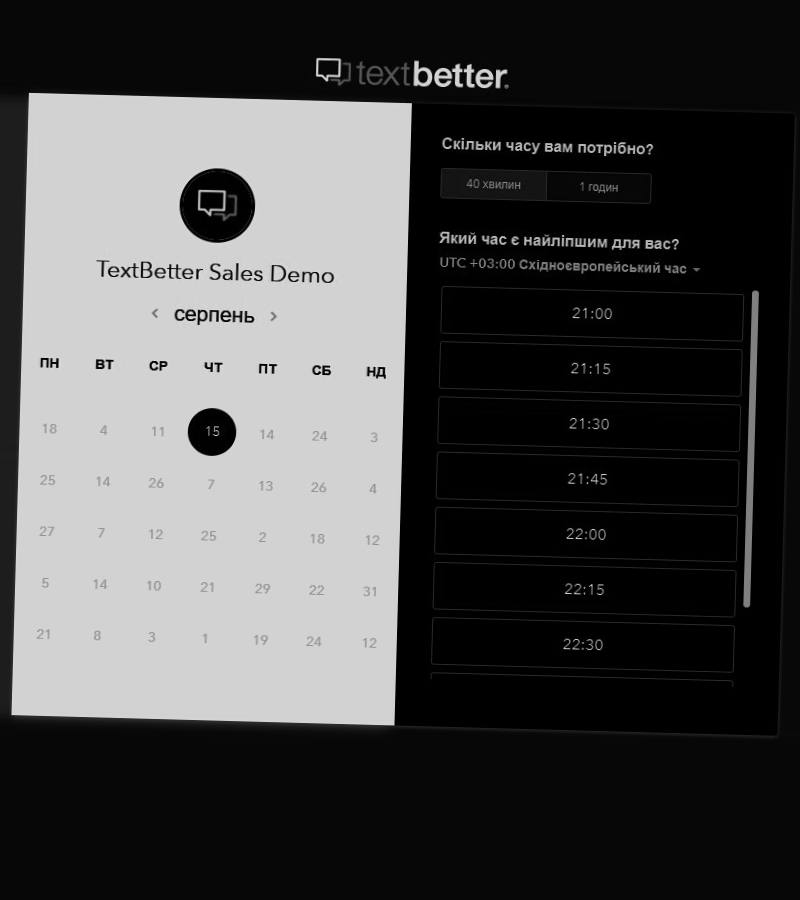 textbetter.
TextBetter Sales Demo
серпень
ПН ВТ СР ЧТ ПТ СБ НД
18 4 11 15 14 24 3
25 14 26 7 13 26 4
27 7 12 25 2 18 12
5 14 10 21 29 22 31
21 8 3 1 19 24 12
Скільки часу вам потрібно?
40 хвилин 1 годин
Який час є найліпшим для вас?
UTC +03:00 Східноєвропейський час
21:00
21:15
21:30
21:45
22:00
22:15
22:30